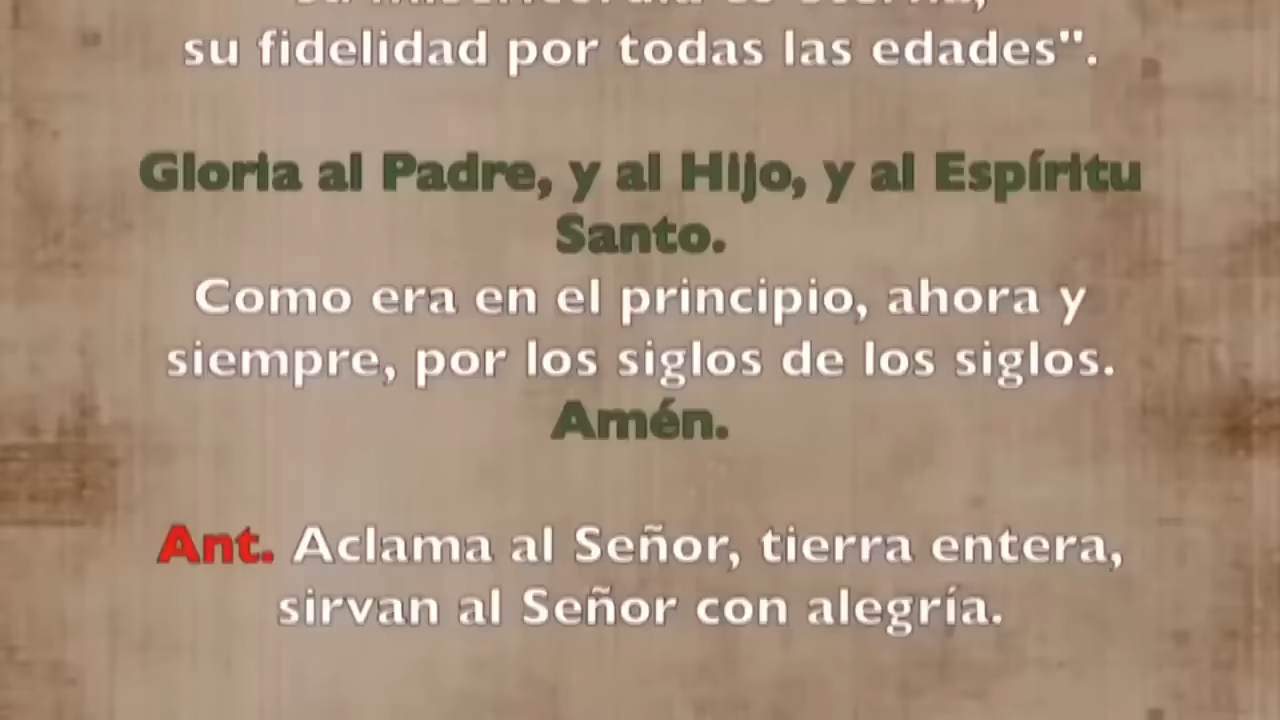 su fidelidad por todas las edades".
Gloria al Padre, y al Hijo, y al Espíritu
Santo.
Como era en el principio, ahora y
siempre, por los siglos de los siglos.
Amén.
Ant. Aclama al Señor, tierra entera,
sirvan al Señor con alegría.